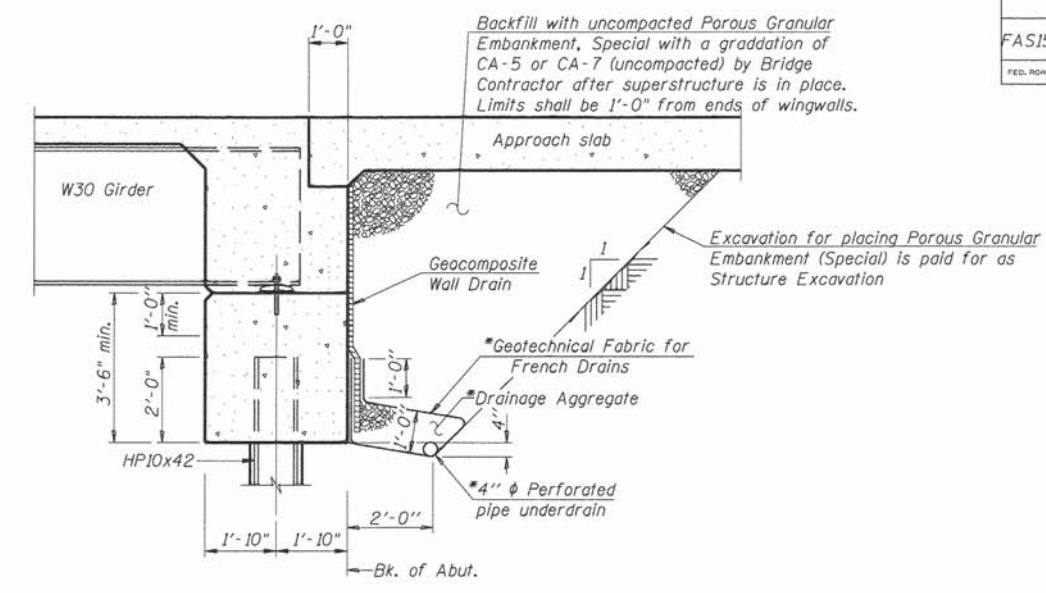 1'-0"
Backfill with uncompacted Porous Granular
Embankment, Special with a graddation of
CA-5 or CA-7 (uncompacted) by Bridge
Contractor after superstructure is in place.
Limits shall be 1'-0" from ends of wingwalls.
FAS15
FED. ROA
Approach slab
W30 Girder
Geocomposite
Wall Drain
1
1
Excavation for placing Porous Granular
Embankment (Special) is paid for as
Structure Excavation
3'-6" min.
1'-0"
min.
2'-0"
*Geotechnical Fabric for
French Drains
1'-0"
*Drainage Aggregate
1'-0"
4"
HP10x42
*4" ϕ Perforated
pipe underdrain
2'-0"
1'-10"
1'-10"
Bk. of Abut.